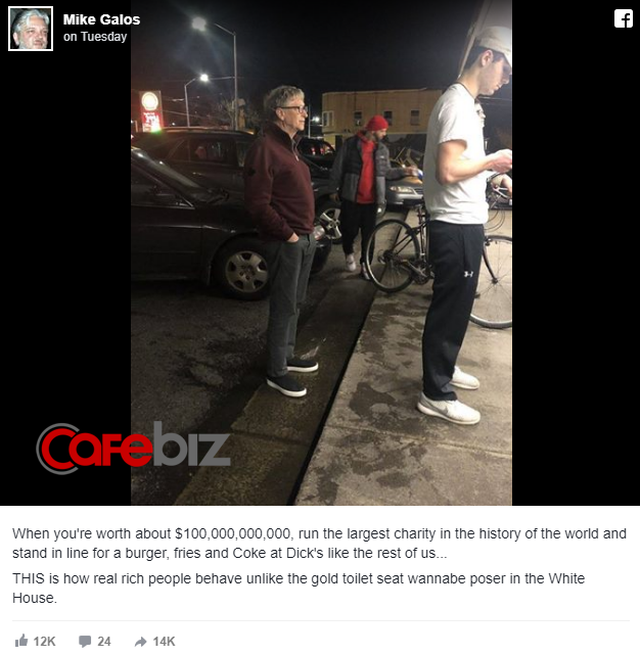 Mike Galos
on Tuesday
Cafebiz
When you're worth about $100,000,000,000, run the largest charity in the history of the world and
stand in line for a burger, fries and Coke at Dick's like the rest of us...
THIS is how real rich people behave unlike the gold toilet seat wannabe poser in the White
House.
12K 24 14K